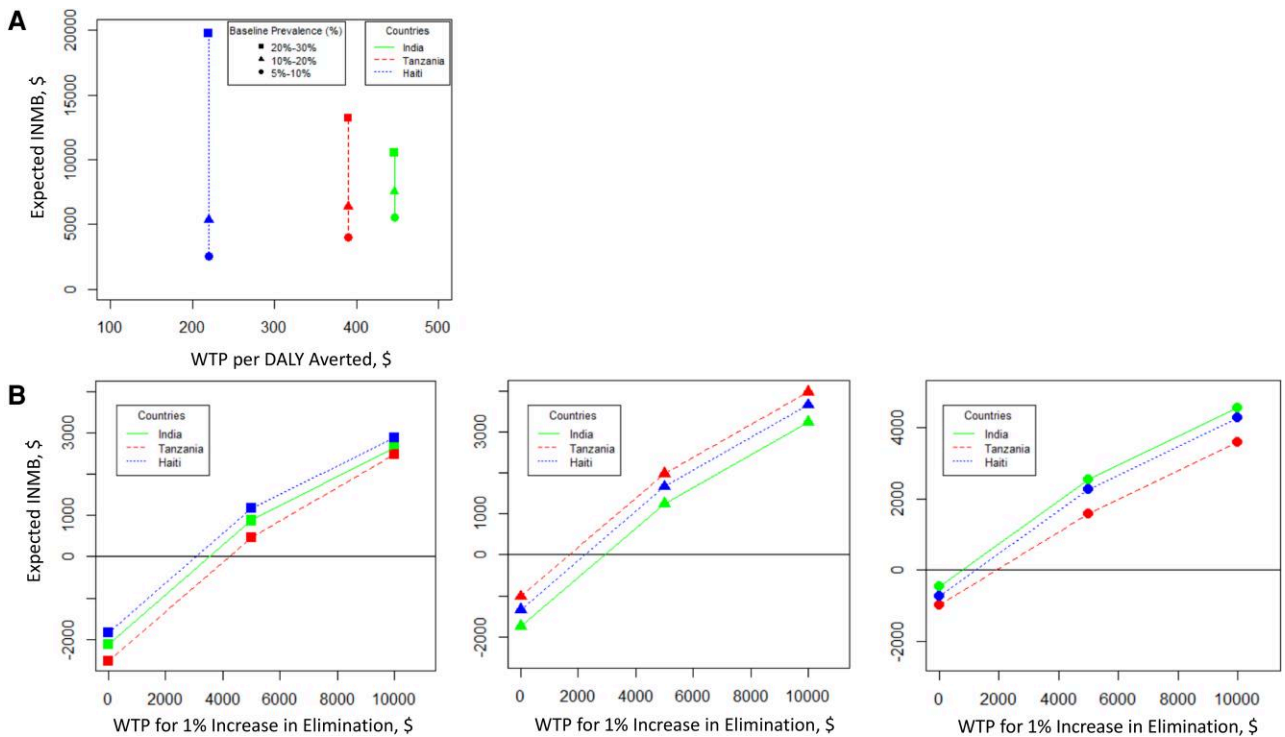 A
Expected INMB, $
20000
15000
10000
5000
0
Baseline Prevalence (%)
20%-30%
10%-20%
5%-10%
Countries
India
Tanzania
Haiti
100 200 300 400 500
WTP per DALY Averted, $
B
Expected INMB, $
3000
1000
0
-2000
Countries
India
Tanzania
Haiti
0 2000 4000 6000 8000 10000
WTP for 1% Increase in Elimination, $
3000
1000
0
-2000
Countries
India
Tanzania
Haiti
0 2000 4000 6000 8000 10000
WTP for 1% Increase in Elimination, $
4000
2000
0
-2000
Countries
India
Tanzania
Haiti
0 2000 4000 6000 8000 10000
WTP for 1% Increase in Elimination, $